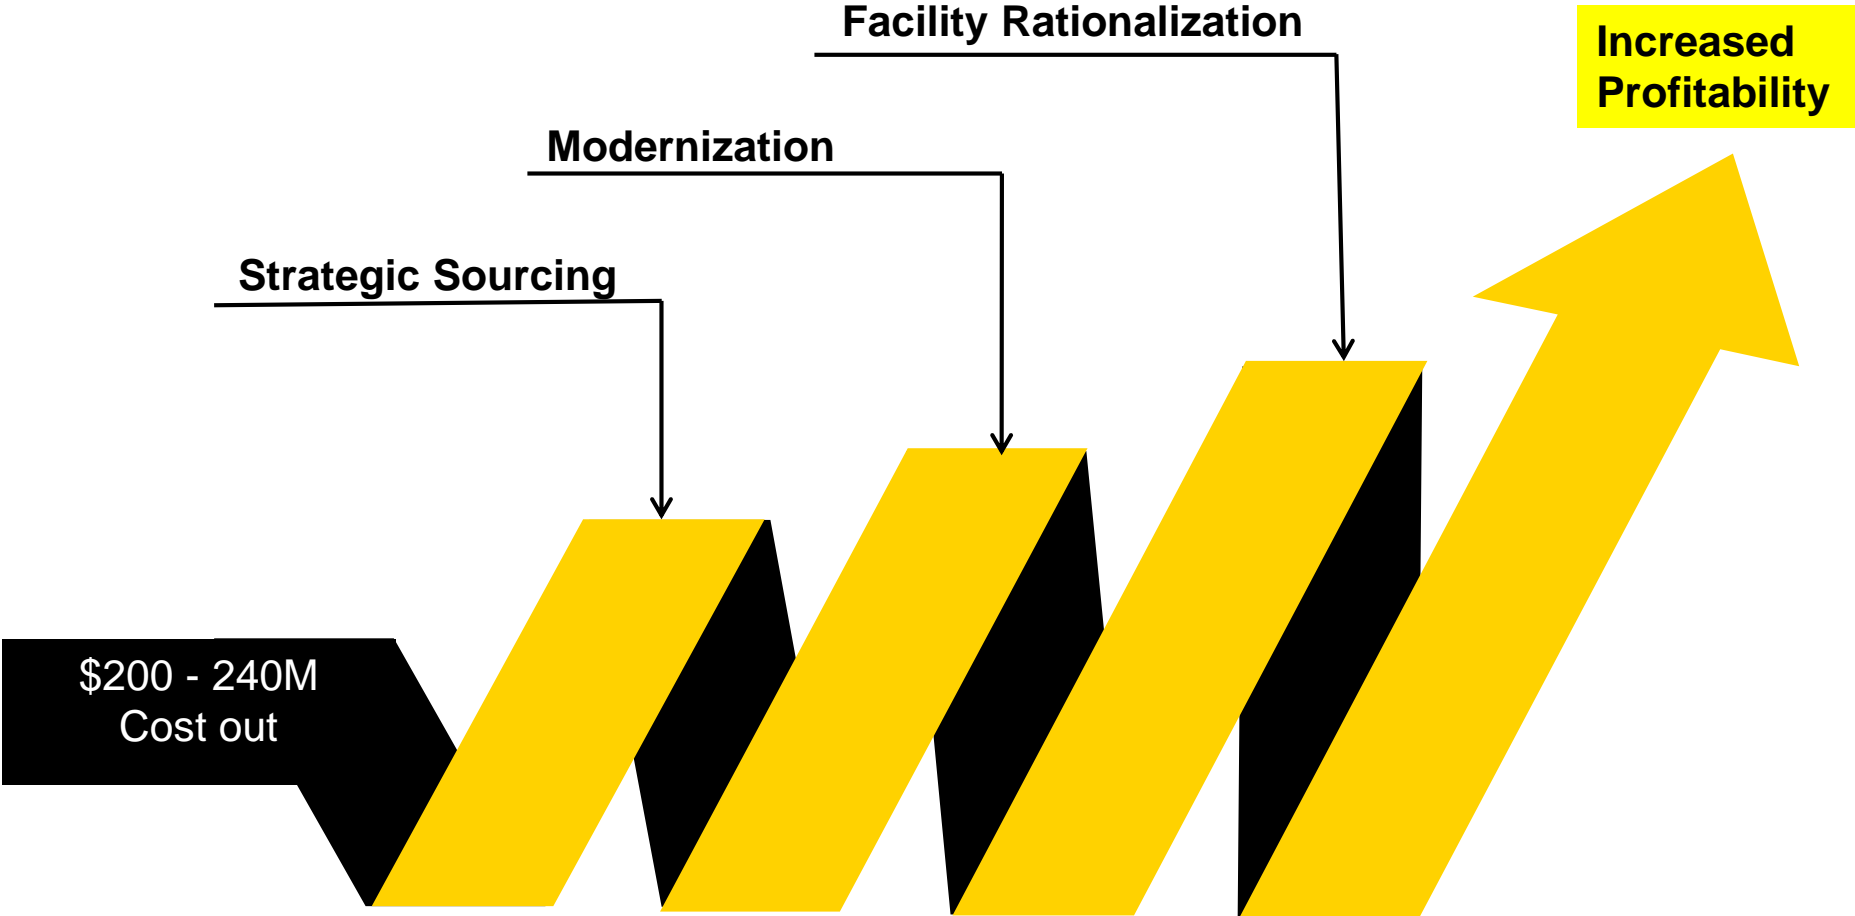 Facility Rationalization
Increased
Profitability
Modernization
Strategic Sourcing
$200 - 240M
Cost out